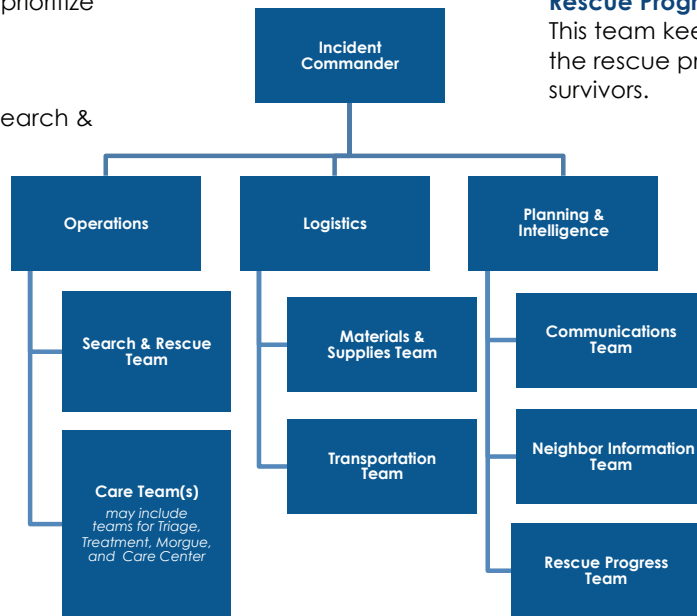 prioritize
earch &
Rescue Progr
This team kee
the rescue pr
survivors.
Incident
Commander
Operations
Logistics
Planning &
Intelligence
Search & Rescue
Team
Care Team(s)
may include
teams for Triage,
Treatment, Morgue,
and Care Center
Materials &
Supplies Team
Transportation
Team
Communications
Team
Neighbor Information
Team
Rescue Progress
Team